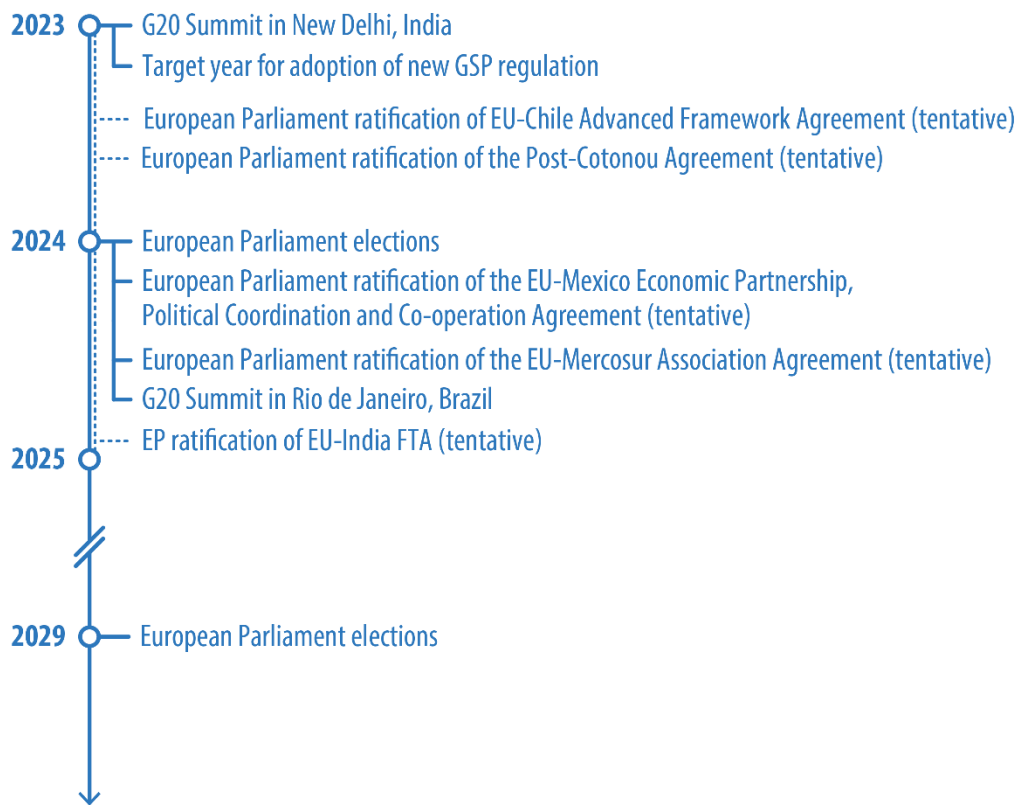 2023 G20 Summit in New Delhi, India
Target year for adoption of new GSP regulation
European Parliament ratification of EU-Chile Advanced Framework Agreement (tentative)
European Parliament ratification of the Post-Cotonou Agreement (tentative)
2024 European Parliament elections
European Parliament ratification of the EU-Mexico Economic Partnership,
Political Coordination and Co-operation Agreement (tentative)
European Parliament ratification of the EU-Mercosur Association Agreement (tentative)
G20 Summit in Rio de Janeiro, Brazil
EP ratification of EU-India FTA (tentative)
2025
2029 European Parliament elections